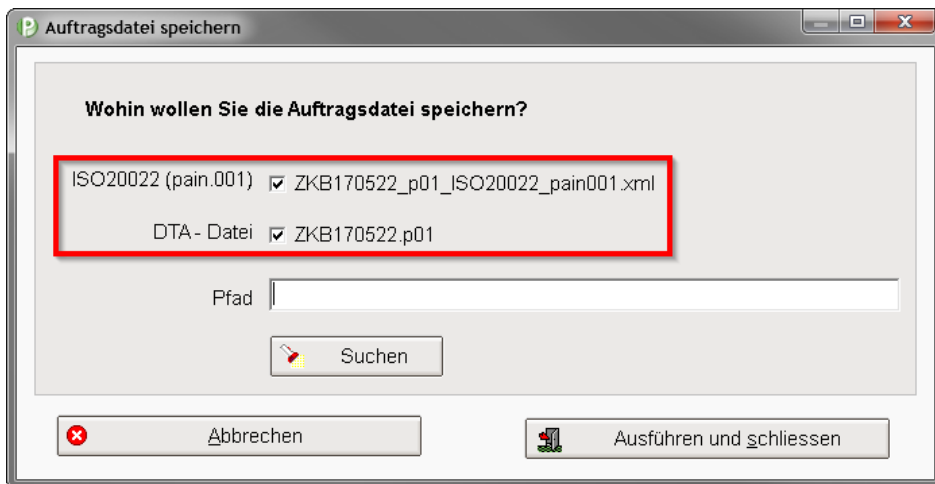 Auftragsdatei speichern
Wohin wollen Sie die Auftragsdatei speichern?
ISO20022 (pain.001) ZKB170522_p01_ISO20022_pain001.xml
DTA - Datei ZKB170522.p01
Pfad
Suchen
Abbrechen Ausführen und schliessen